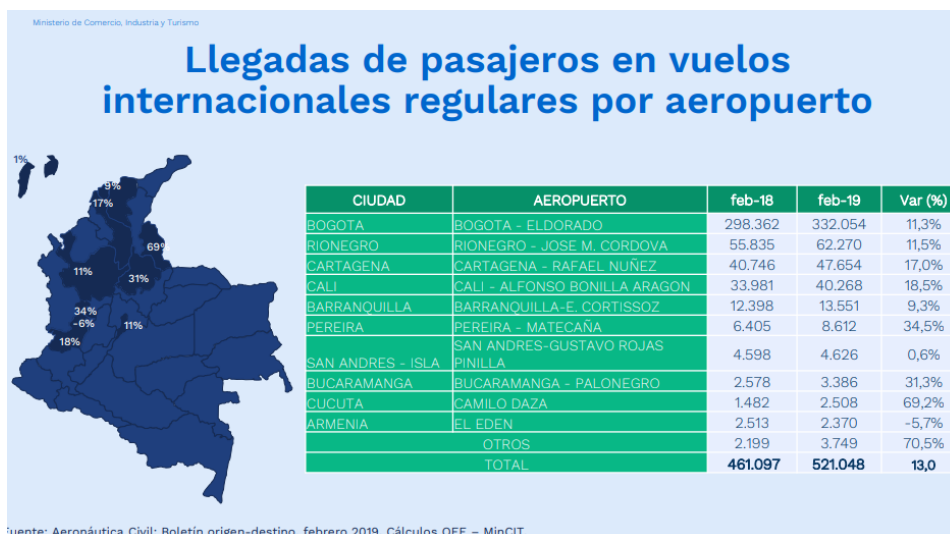 Ministerio de Comercio, Industria y Turismo
Llegadas de pasajeros en vuelos
internacionales regulares por aeropuerto
1%
9%
17%
69%
11%
31%
34%
-6%
11%
18%
CIUDAD AEROPUERTO feb-18 feb-19 Var (%)
BOGOTA BOGOTA - ELDORADO 298.362 332.054 11,3%
RIONEGRO RIONEGRO - JOSE M. CORDOVA 55.835 62.270 11,5%
CARTAGENA CARTAGENA - RAFAEL NUÑEZ 40.746 47.654 17,0%
CALI CALI - ALFONSO BONILLA ARAGON 33.981 40.268 18,5%
BARRANQUILLA BARRANQUILLA-E. CORTISSOZ 12.398 13.551 9,3%
PEREIRA PEREIRA - MATECAÑA 6.405 8.612 34,5%
SAN ANDRES - ISLA SAN ANDRES-GUSTAVO ROJAS PINILLA 4.598 4.626 0,6%
BUCARAMANGA BUCARAMANGA - PALONEGRO 2.578 3.386 31,3%
CUCUTA CAMILO DAZA 1.482 2.508 69,2%
ARMENIA EL EDEN 2.513 2.370 -5,7%
OTROS 2.199 3.749 70,5%
TOTAL 461.097 521.048 13,0
Fuente: Aeronáutica Civil: Boletín origen-destino, febrero 2019. Cálculos OEE – MinCIT